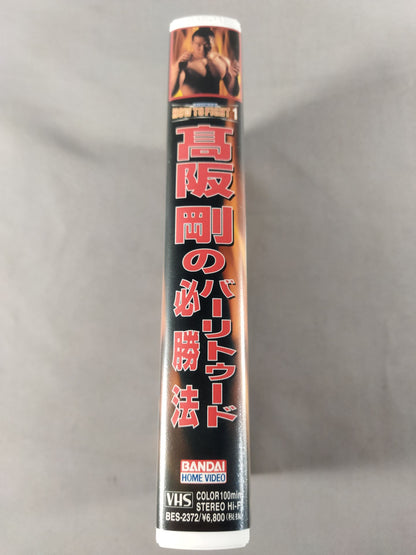 HOW TO FIGHT 1
髙阪剛の
バーリトゥード
必勝法
BANDAI
HOME VIDEO
VHS
COLOR 100min
STEREO Hi-Fi
BES-2372/¥6,800